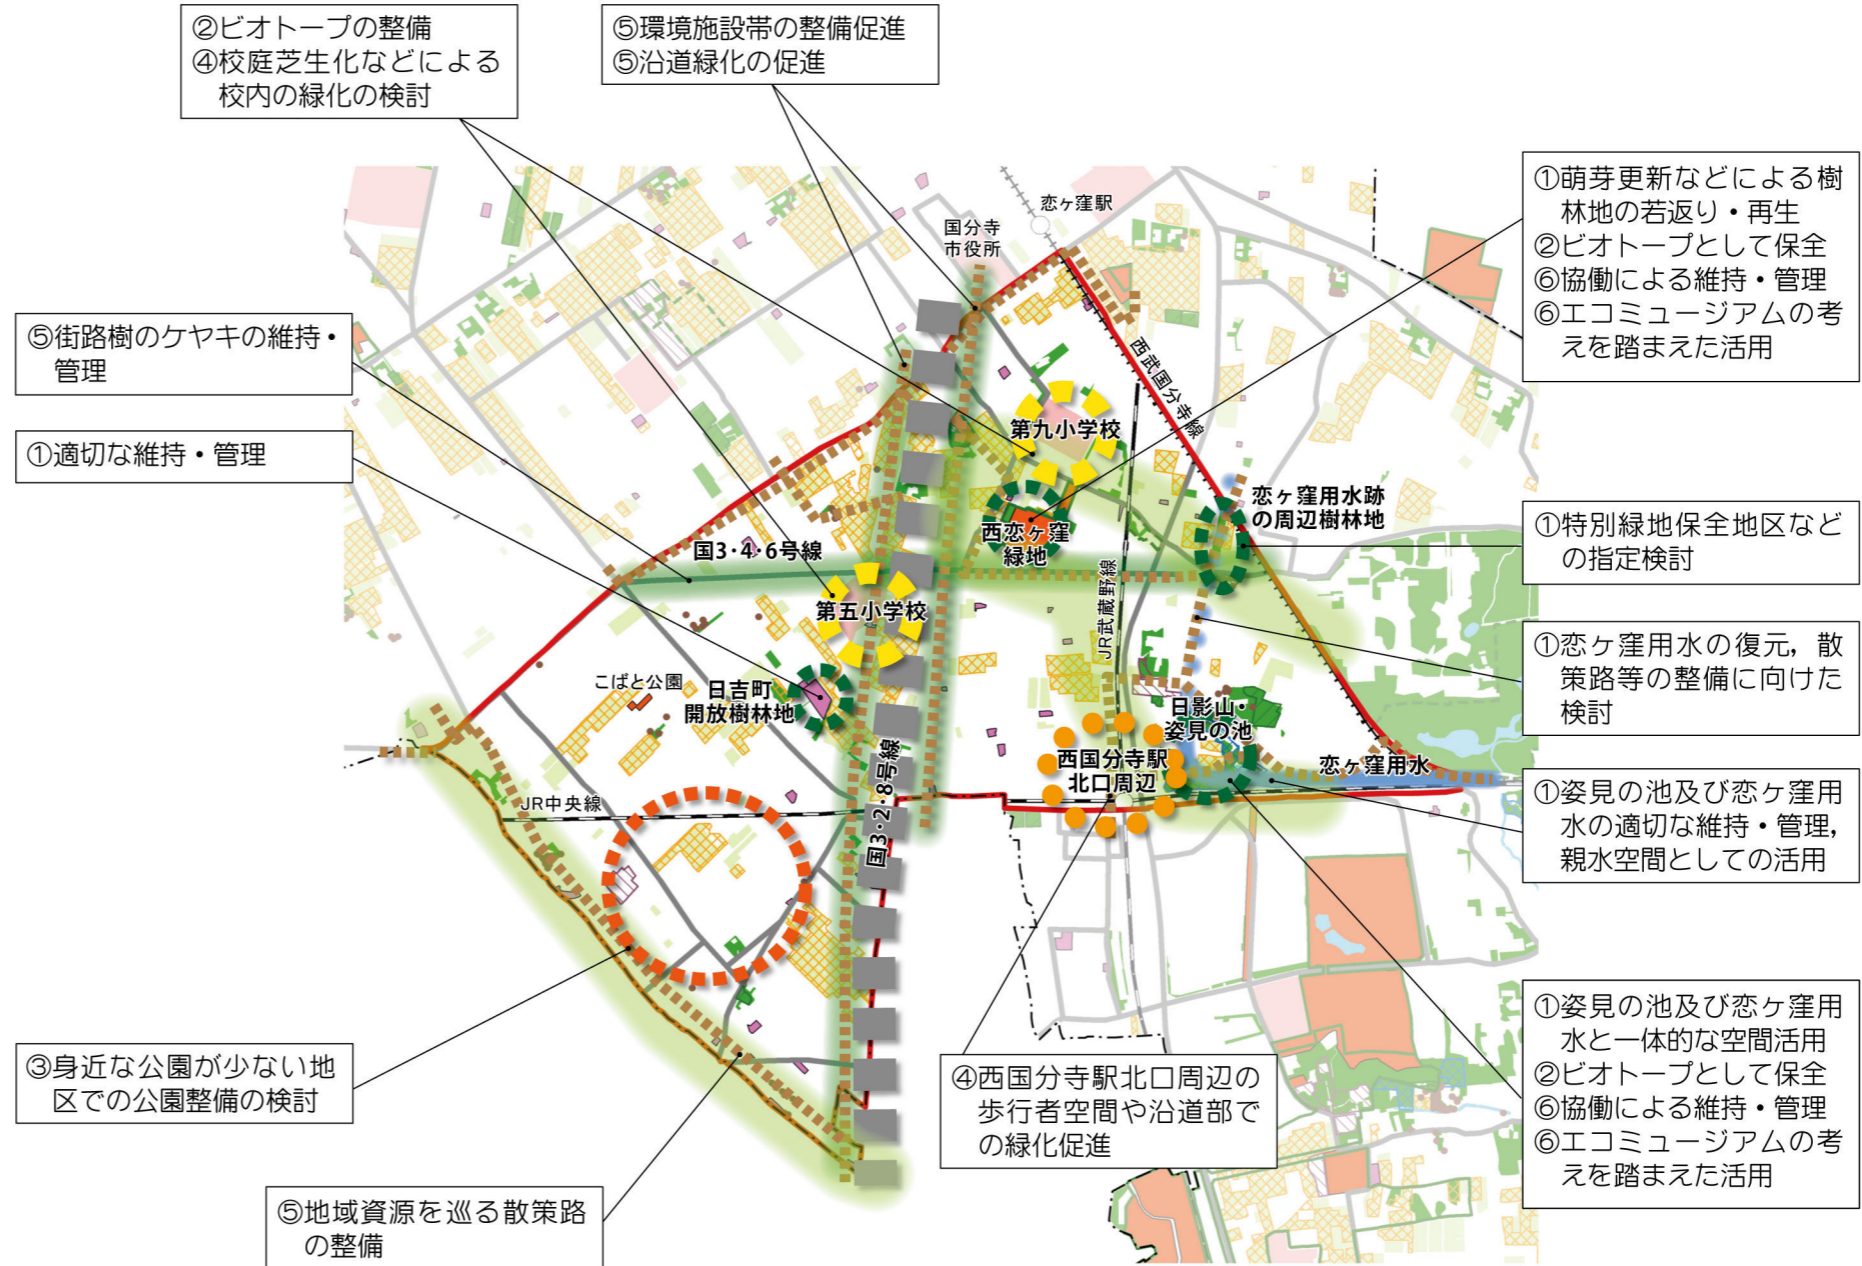 ②ビオトープの整備
④校庭芝生化などによる
校内の緑化の検討
⑤環境施設帯の整備促進
⑤沿道緑化の促進
①萌芽更新などによる樹
林地の若返り・再生
②ビオトープとして保全
⑥協働による維持・管理
⑥エコミュージアムの考
えを踏まえた活用
⑤街路樹のケヤキの維持・
管理
①適切な維持・管理
恋ヶ窪駅
国分寺
市役所
西武国分寺線
第九小学校
恋ヶ窪用水跡
の周辺樹林地
西恋ヶ窪
緑地
国3・4・6号線
JR武蔵野線
第五小学校
こばと公園
日吉町
開放樹林地
日影山・
姿見の池
西国分寺駅
北口周辺
恋ヶ窪用水
JR中央線
国3・2・8号線
①特別緑地保全地区など
の指定検討
①恋ヶ窪用水の復元，散
策路等の整備に向けた
検討
①姿見の池及び恋ヶ窪用
水の適切な維持・管理，
親水空間としての活用
③身近な公園が少ない地
区での公園整備の検討
④西国分寺駅北口周辺の
歩行者空間や沿道部で
の緑化促進
①姿見の池及び恋ヶ窪用
水と一体的な空間活用
②ビオトープとして保全
⑥協働による維持・管理
⑥エコミュージアムの考
えを踏まえた活用
⑤地域資源を巡る散策路
の整備